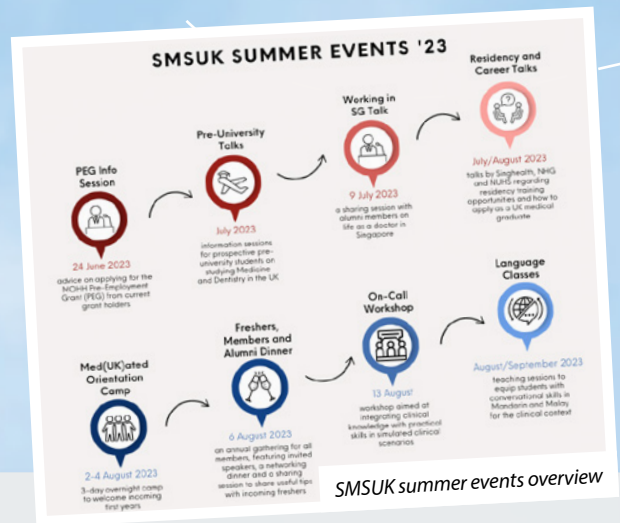 SMSUK SUMMER EVENTS '23
PEG Info
Session
24 June 2023
advice on applying for the
MOHH Pre-Employment
Grant (PEG) from current
grant holders
Pre-University
Talks
July 2023
information sessions
for prospective pre-
university students on
studying Medicine
and Dentistry in the UK
Working in
SG Talk
9 July 2023
a sharing session with
alumni members on
life as a doctor in
Singapore
Residency and
Career Talks
July/August 2023
talks by Singhealth, NHG
and NUHS regarding
residency training
opportunities and how to
apply as a UK medical
graduate
Med(UK)ated
Orientation
Camp
2-4 August 2023
3-day overnight camp
to welcome incoming
first years
Freshers,
Members and
Alumni Dinner
6 August 2023
an annual gathering for all
members, featuring invited
speakers, a networking
dinner and a sharing
session to share useful tips
with incoming freshers
On-Call
Workshop
13 August
workshop aimed at
integrating clinical
knowledge with practical
skills in simulated clinical
scenarios
Language
Classes
August/September 2023
teaching sessions to
equip students with
conversational skills in
Mandarin and Malay
for the clinical context
SMSUK summer events overview